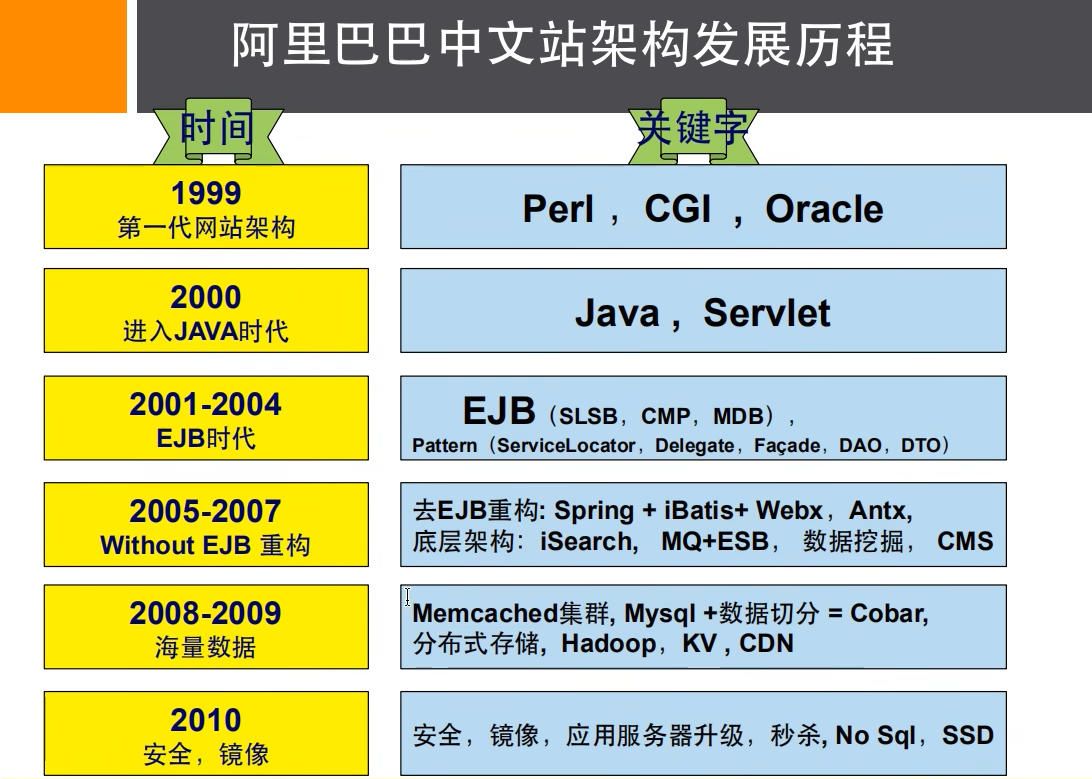 阿里巴巴中文站架构发展历程
时间
关键字
1999
第一代网站架构
Perl ， CGI ， Oracle
2000
进入JAVA时代
Java ， Servlet
2001-2004
EJB时代
EJB（SLSB，CMP，MDB），
Pattern（ServiceLocator，Delegate，Façade，DAO，DTO）
2005-2007
Without EJB 重构
去EJB重构: Spring + iBatis+ Webx，Antx,
底层架构：iSearch, MQ+ESB， 数据挖掘， CMS
2008-2009
海量数据
Memcached集群, Mysql +数据切分 = Cobar,
分布式存储, Hadoop，KV , CDN
2010
安全，镜像
安全，镜像，应用服务器升级，秒杀, No Sql，SSD